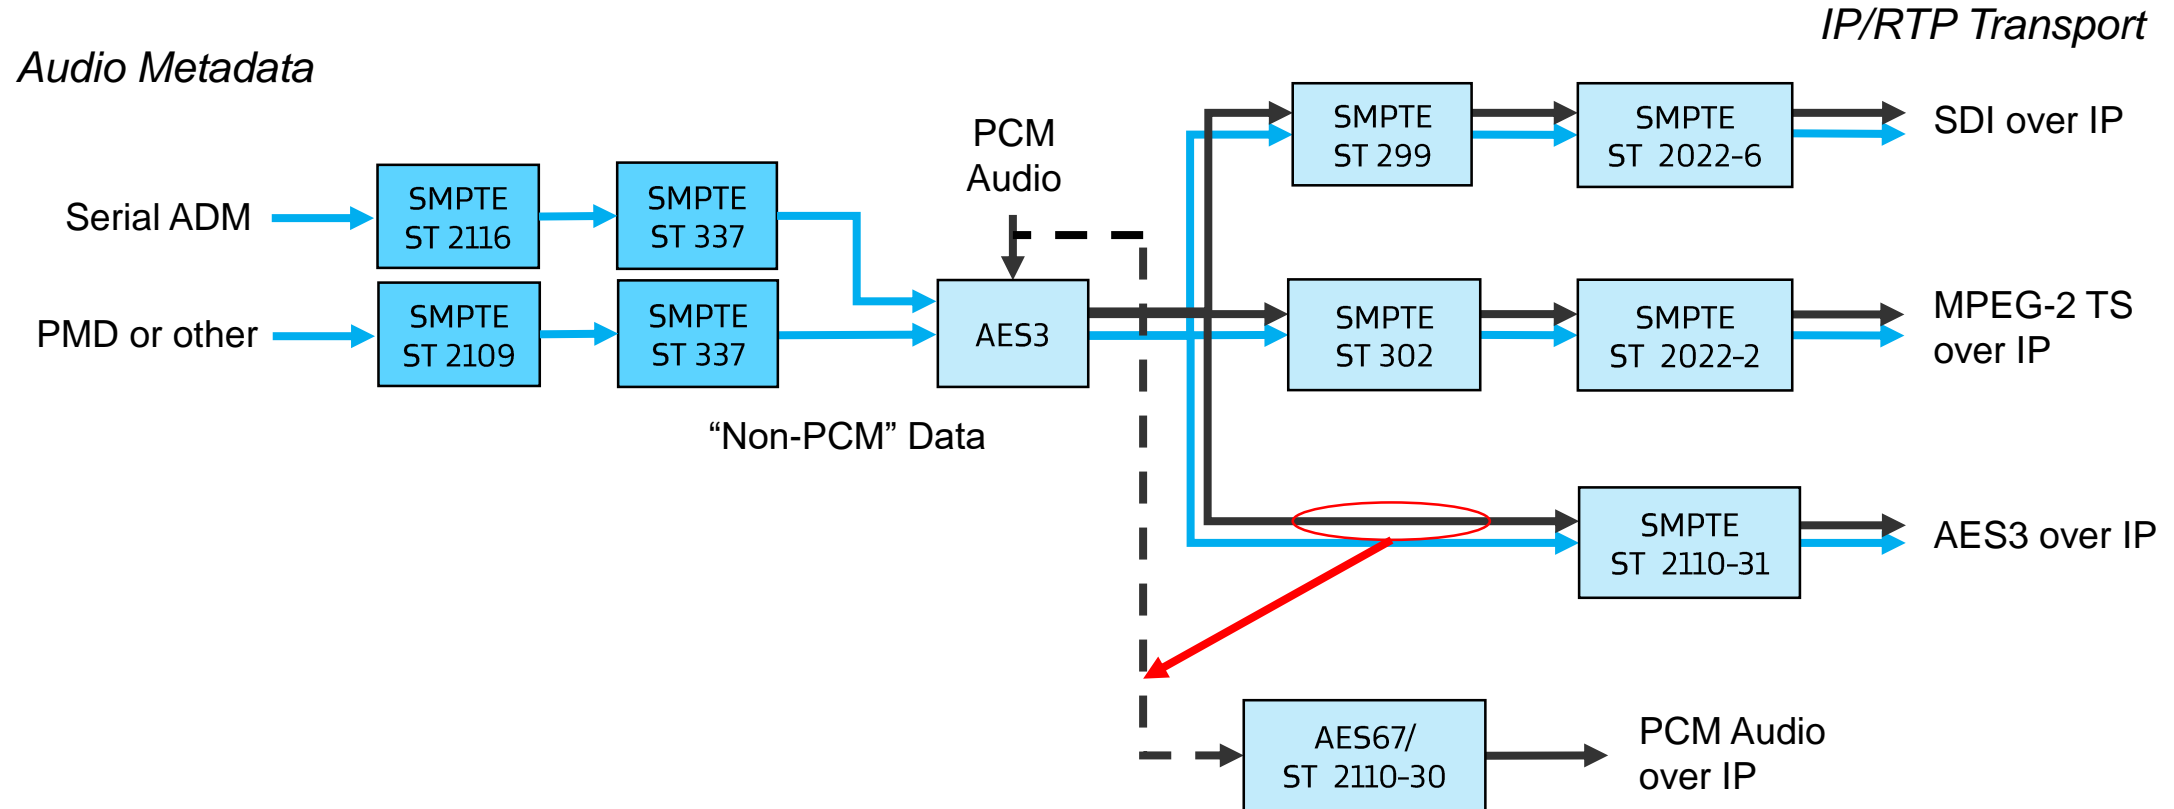 IP/RTP Transport
Audio Metadata
PCM
Audio
SMPTE
ST 299
SMPTE
ST 2022-6
SDI over IP
Serial ADM
SMPTE
ST 2116
SMPTE
ST 337
PMD or other
SMPTE
ST 2109
SMPTE
ST 337
AES3
SMPTE
ST 302
SMPTE
ST 2022-2
MPEG-2 TS
over IP
“Non-PCM” Data
SMPTE
ST 2110-31
AES3 over IP
AES67/
ST 2110-30
PCM Audio
over IP